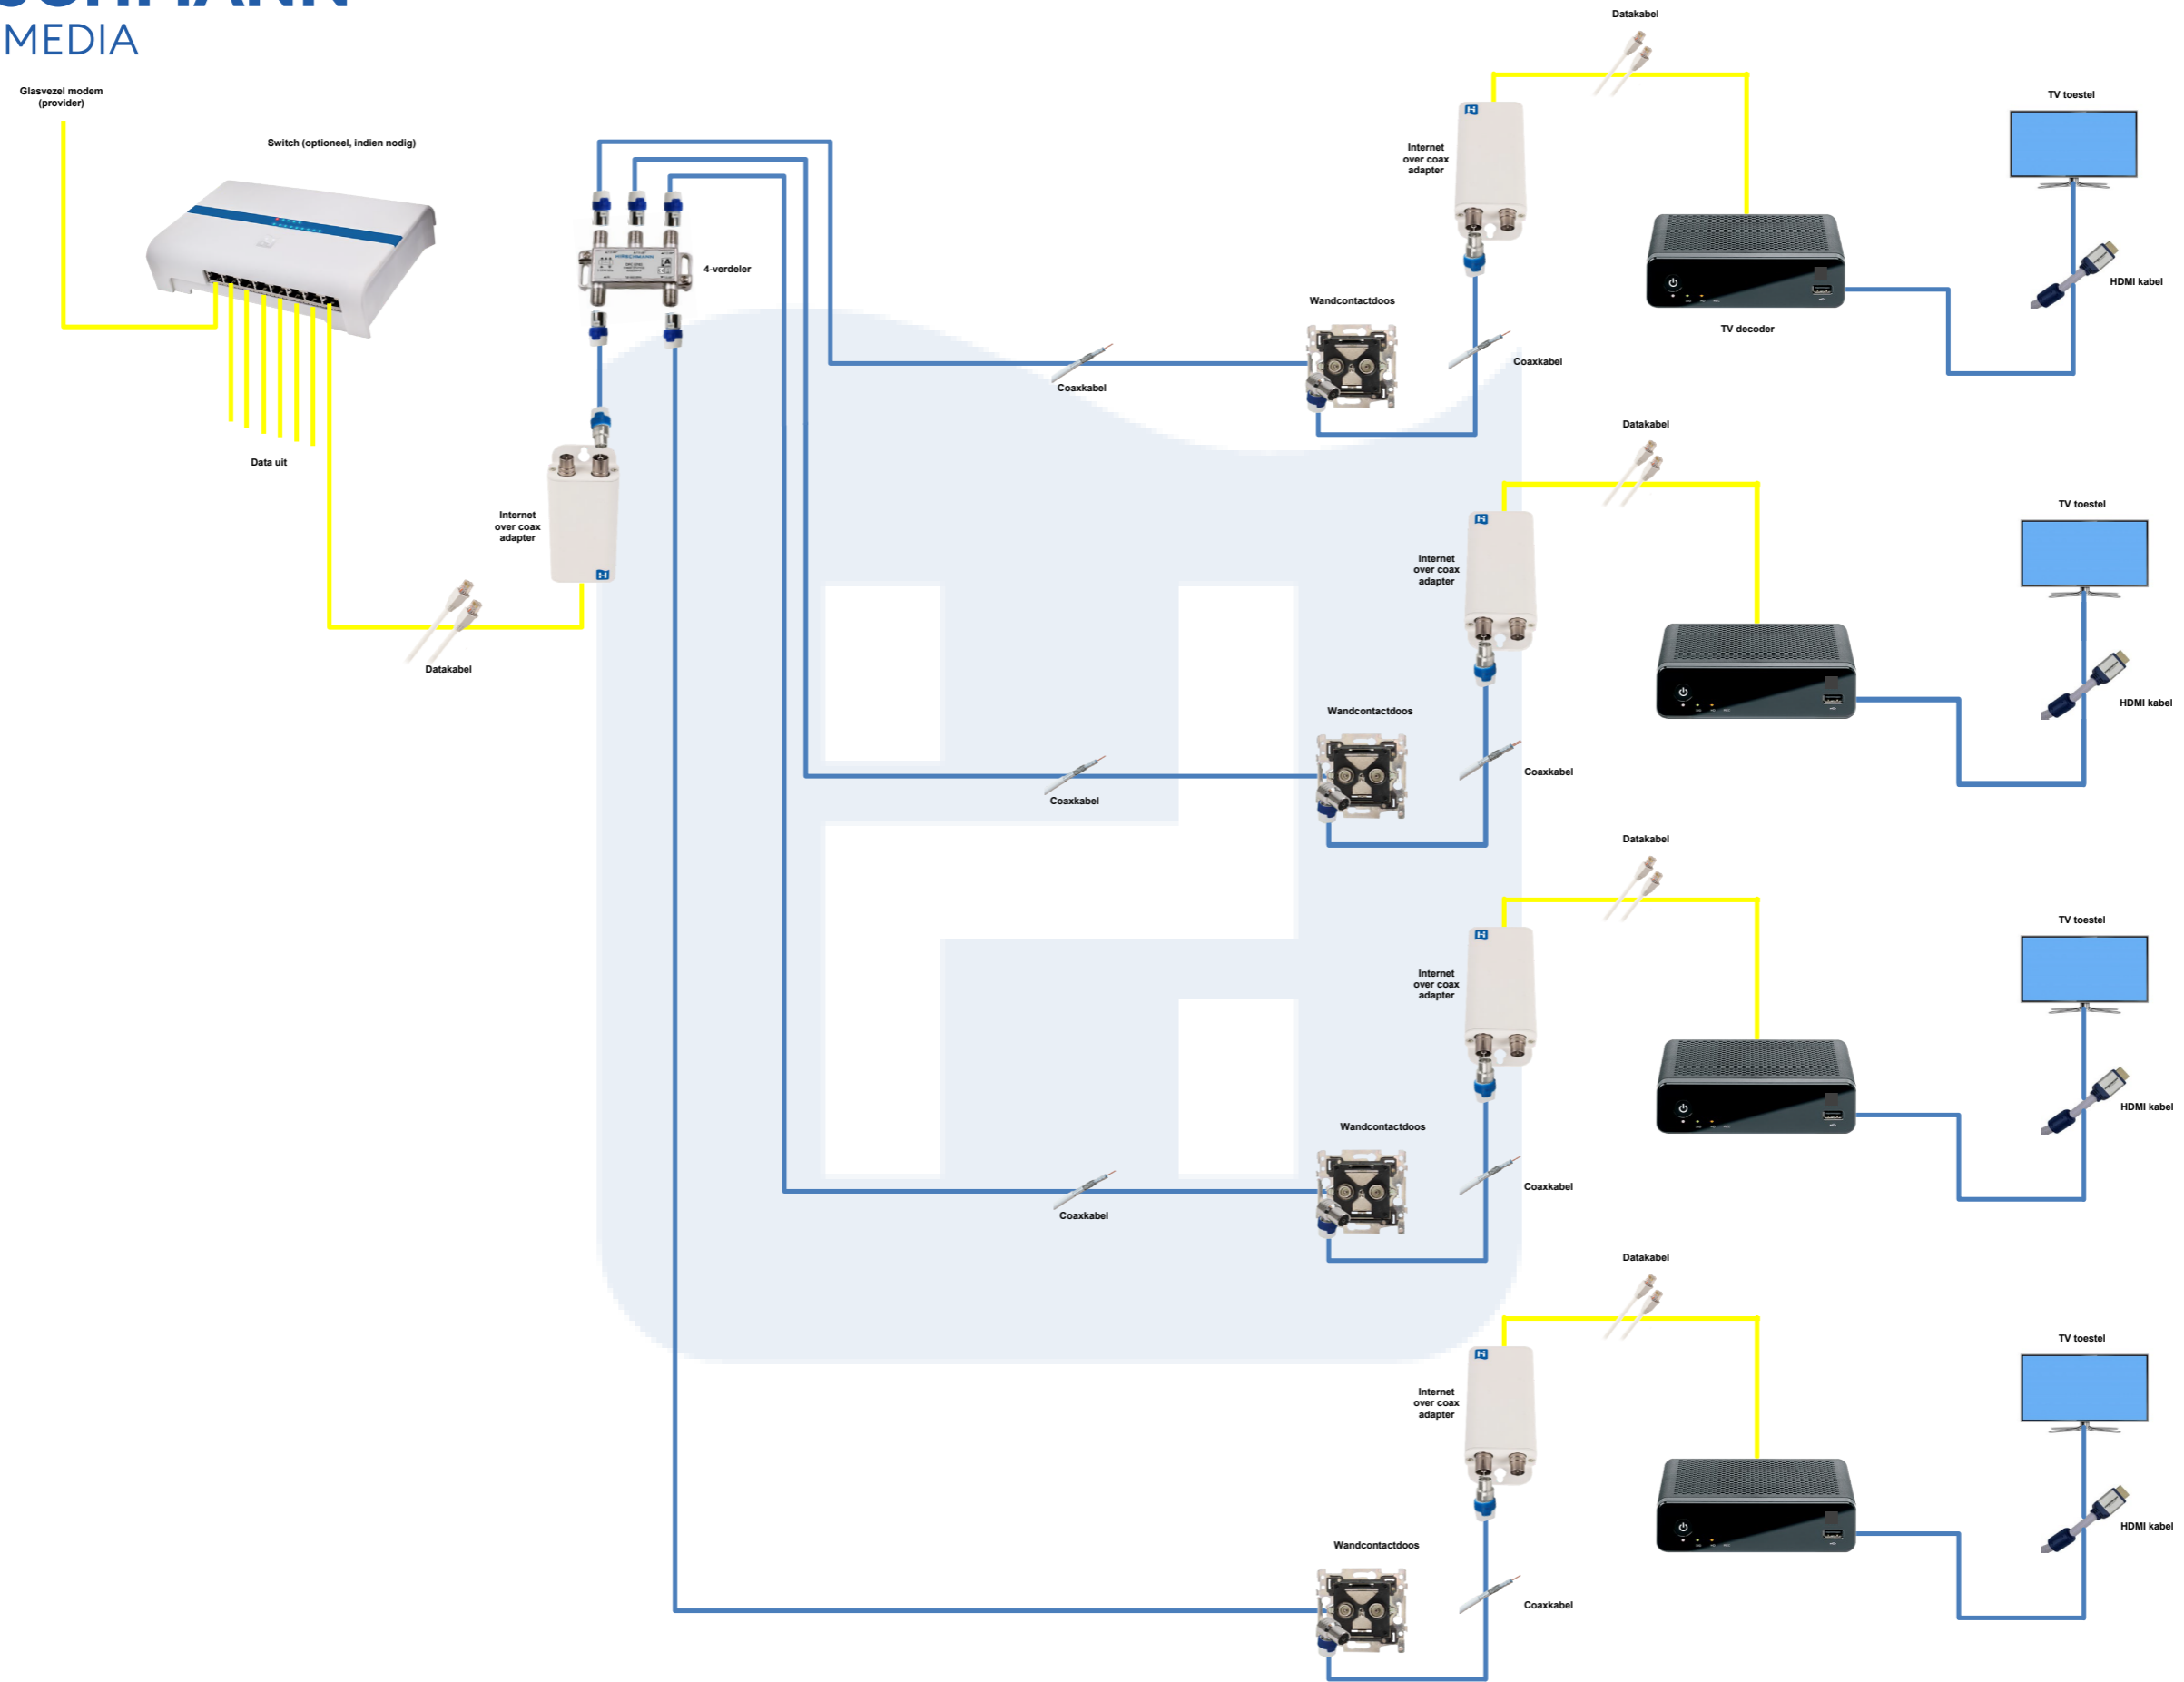 MEDIA
Glasvezel modem
(provider)
Switch (optioneel, indien nodig)
Data uit
Datakabel
Internet
over coax
adapter
4-verdeler
HIRSCHMANN
Coaxkabel
Wandcontactdoos
Coaxkabel
Internet
over coax
adapter
Datakabel
TV decoder
TV toestel
HDMI kabel
Coaxkabel
Wandcontactdoos
Coaxkabel
Internet
over coax
adapter
Datakabel
TV toestel
HDMI kabel
Coaxkabel
Wandcontactdoos
Coaxkabel
Internet
over coax
adapter
Datakabel
TV toestel
HDMI kabel
Wandcontactdoos
Coaxkabel
Internet
over coax
adapter
Datakabel
TV toestel
HDMI kabel